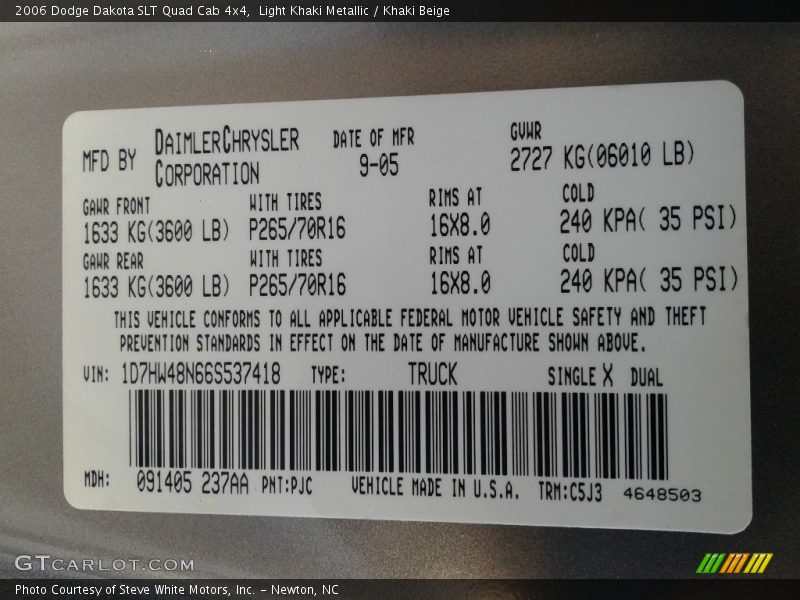 2006 Dodge Dakota SLT Quad Cab 4x4,  Light Khaki Metallic / Khaki Beige
MFD BY DAIMLERCHRYSLER CORPORATION DATE OF MFR 9-05 GVWR 2727 KG(06010 LB)
GAWR FRONT WITH TIRES RIMS AT COLD
1633 KG(3600 LB) P265/70R16 16X8.0 240 KPA( 35 PSI)
GAWR REAR WITH TIRES RIMS AT COLD
1633 KG(3600 LB) P265/70R16 16X8.0 240 KPA( 35 PSI)
THIS VEHICLE CONFORMS TO ALL APPLICABLE FEDERAL MOTOR VEHICLE SAFETY AND THEFT
PREVENTION STANDARDS IN EFFECT ON THE DATE OF MANUFACTURE SHOWN ABOVE.
VIN: 1D7HW48N66S537418 TYPE: TRUCK SINGLE X DUAL
MDH: 091405 237AA PNT:PJC VEHICLE MADE IN U.S.A. TRM:C5J3 4648503
GTCARLOT.COM
Photo Courtesy of Steve White Motors, Inc. – Newton, NC